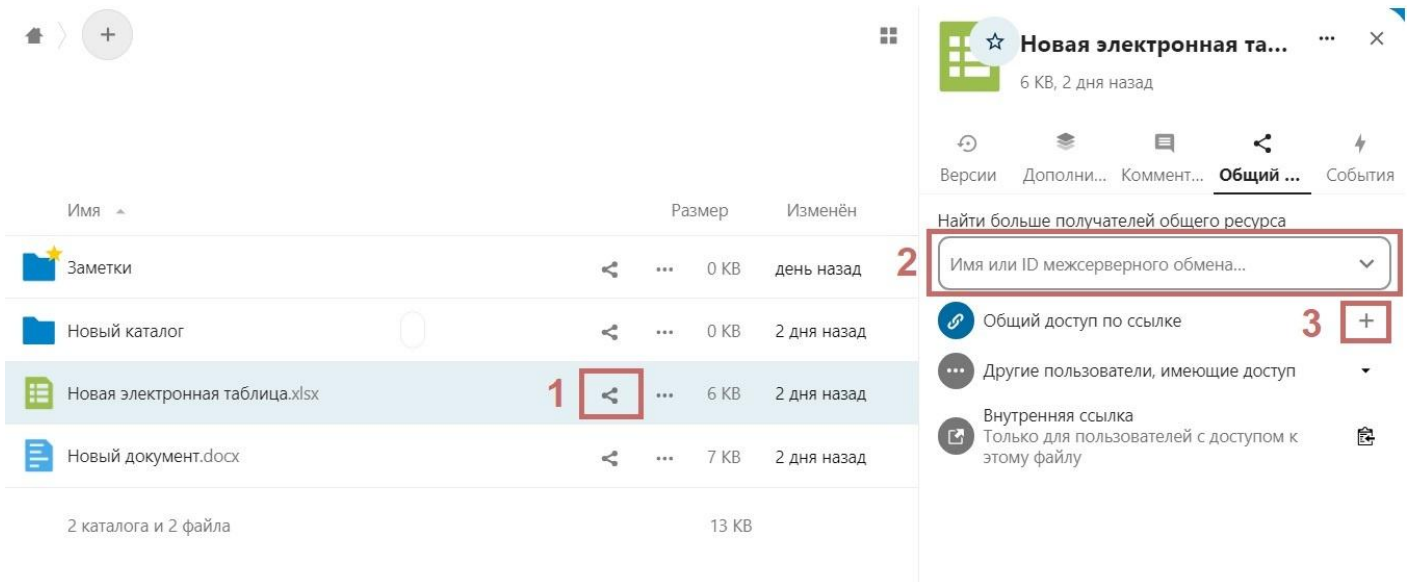 Новая электронная та...
6 KB, 2 дня назад
Версии Дополни... Коммент... Общий ... События
Найти больше получателей общего ресурса
2
Имя или ID межсерверного обмена...
Общий доступ по ссылке 3
Другие пользователи, имеющие доступ
Внутренняя ссылка
Только для пользователей с доступом к
этому файлу
Имя Размер Изменён
Заметки 0 KB день назад
Новый каталог 0 KB 2 дня назад
Новая электронная таблица.xlsx 1 6 KB 2 дня назад
Новый документ.docx 7 KB 2 дня назад
2 каталога и 2 файла 13 KB